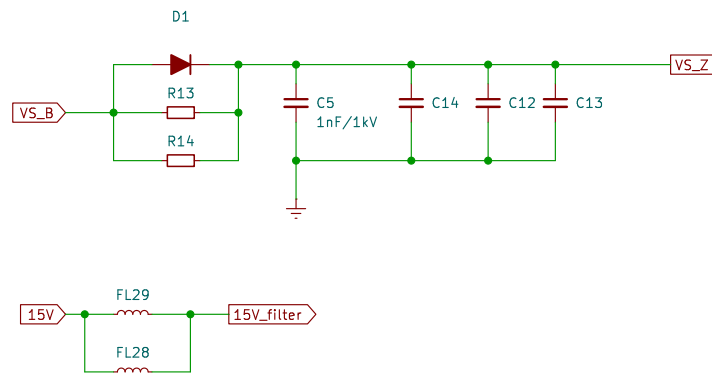 D1
R13
VS_B
R14
C5
1nF/1kV
C14
C12
C13
VS_Z
FL29
15V
15V_filter
FL28